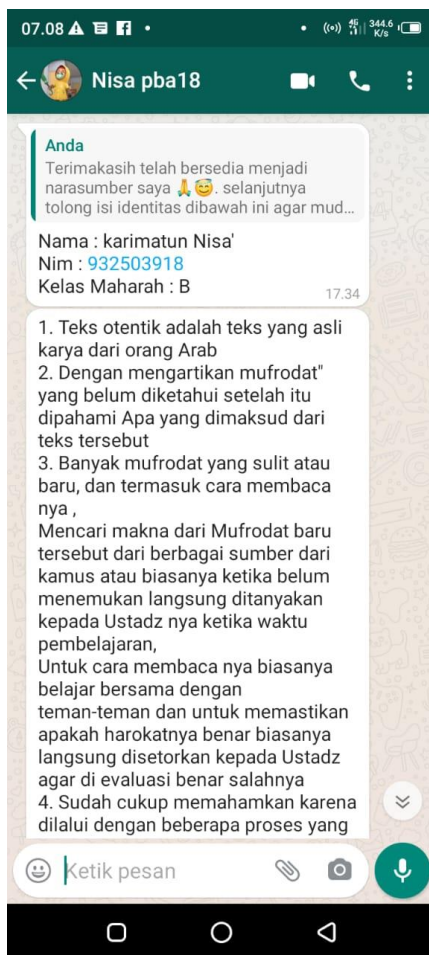 07.08
4G
344.6
K/s
Nisa pba18
Anda
Terimakasih telah bersedia menjadi
narasumber saya 🙏😇. selanjutnya
tolong isi identitas dibawah ini agar mud...
Nama : karimatun Nisa'
Nim : 932503918
Kelas Maharah : B
17.34
1. Teks otentik adalah teks yang asli
karya dari orang Arab
2. Dengan mengartikan mufrodat"
yang belum diketahui setelah itu
dipahami Apa yang dimaksud dari
teks tersebut
3. Banyak mufrodat yang sulit atau
baru, dan termasuk cara membaca
nya ,
Mencari makna dari Mufrodat baru
tersebut dari berbagai sumber dari
kamus atau biasanya ketika belum
menemukan langsung ditanyakan
kepada Ustadz nya ketika waktu
pembelajaran,
Untuk cara membaca nya biasanya
belajar bersama dengan
teman-teman dan untuk memastikan
apakah harokatnya benar biasanya
langsung disetorkan kepada Ustadz
agar di evaluasi benar salahnya
4. Sudah cukup memahamkan karena
dilalui dengan beberapa proses yang
Ketik pesan